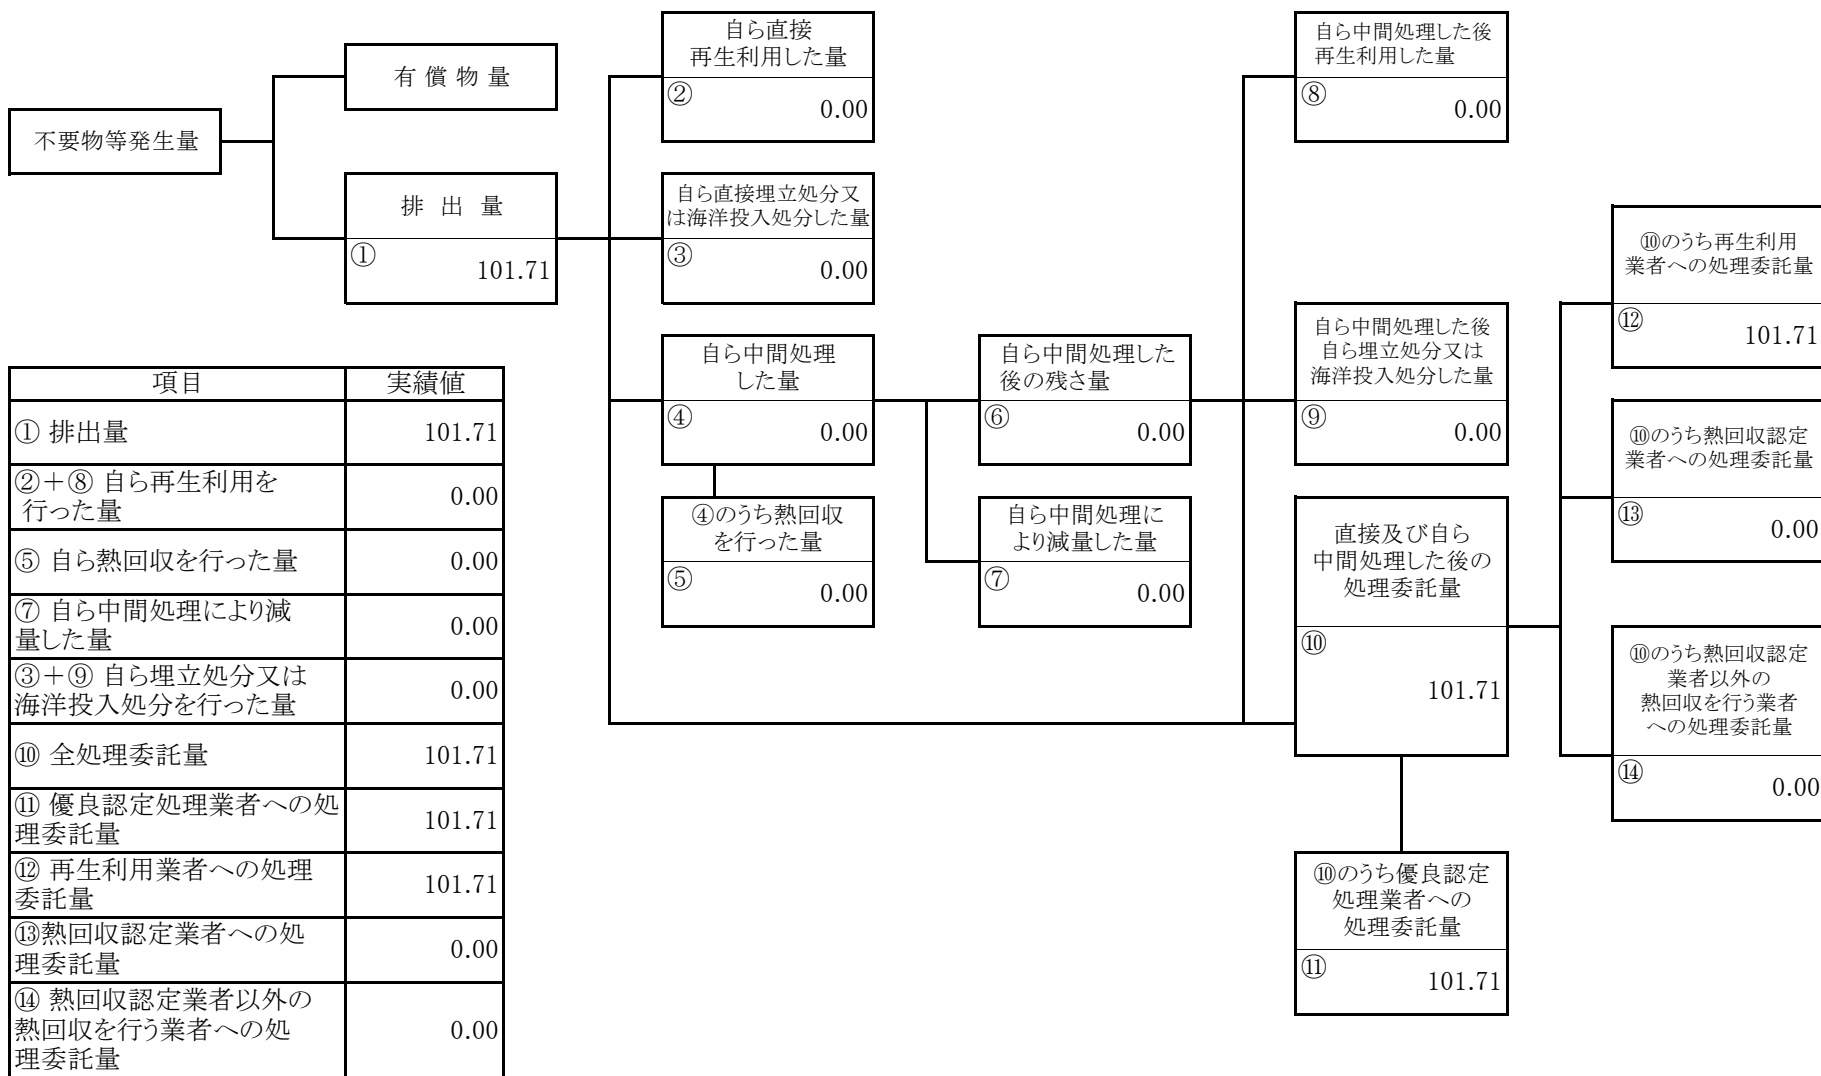 不要物等発生量
有 償 物 量
排 出 量
①
101.71
自ら直接
再生利用した量
②
0.00
自ら直接埋立処分又
は海洋投入処分した量
③
0.00
自ら中間処理
した量
④
0.00
④のうち熱回収
を行った量
⑤
0.00
自ら中間処理した
後の残さ量
⑥
0.00
自ら中間処理に
より減量した量
⑦
0.00
自ら中間処理した後
再生利用した量
⑧
0.00
自ら中間処理した後
自ら埋立処分又は
海洋投入処分した量
⑨
0.00
直接及び自ら
中間処理した後の
処理委託量
⑩
101.71
⑩のうち優良認定
処理業者への
処理委託量
⑪
101.71
⑩のうち再生利用
業者への処理委託量
⑫
101.71
⑩のうち熱回収認定
業者への処理委託量
⑬
0.00
⑩のうち熱回収認定
業者以外の
熱回収を行う業者
への処理委託量
⑭
0.00
項目 実績値
① 排出量 101.71
②＋⑧ 自ら再生利用を
行った量 0.00
⑤ 自ら熱回収を行った量 0.00
⑦ 自ら中間処理により減
量した量 0.00
③＋⑨ 自ら埋立処分又は
海洋投入処分を行った量 0.00
⑩ 全処理委託量 101.71
⑪ 優良認定処理業者への処
理委託量 101.71
⑫ 再生利用業者への処理
委託量 101.71
⑬熱回収認定業者への処
理委託量 0.00
⑭ 熱回収認定業者以外の
熱回収を行う業者への処
理委託量 0.00